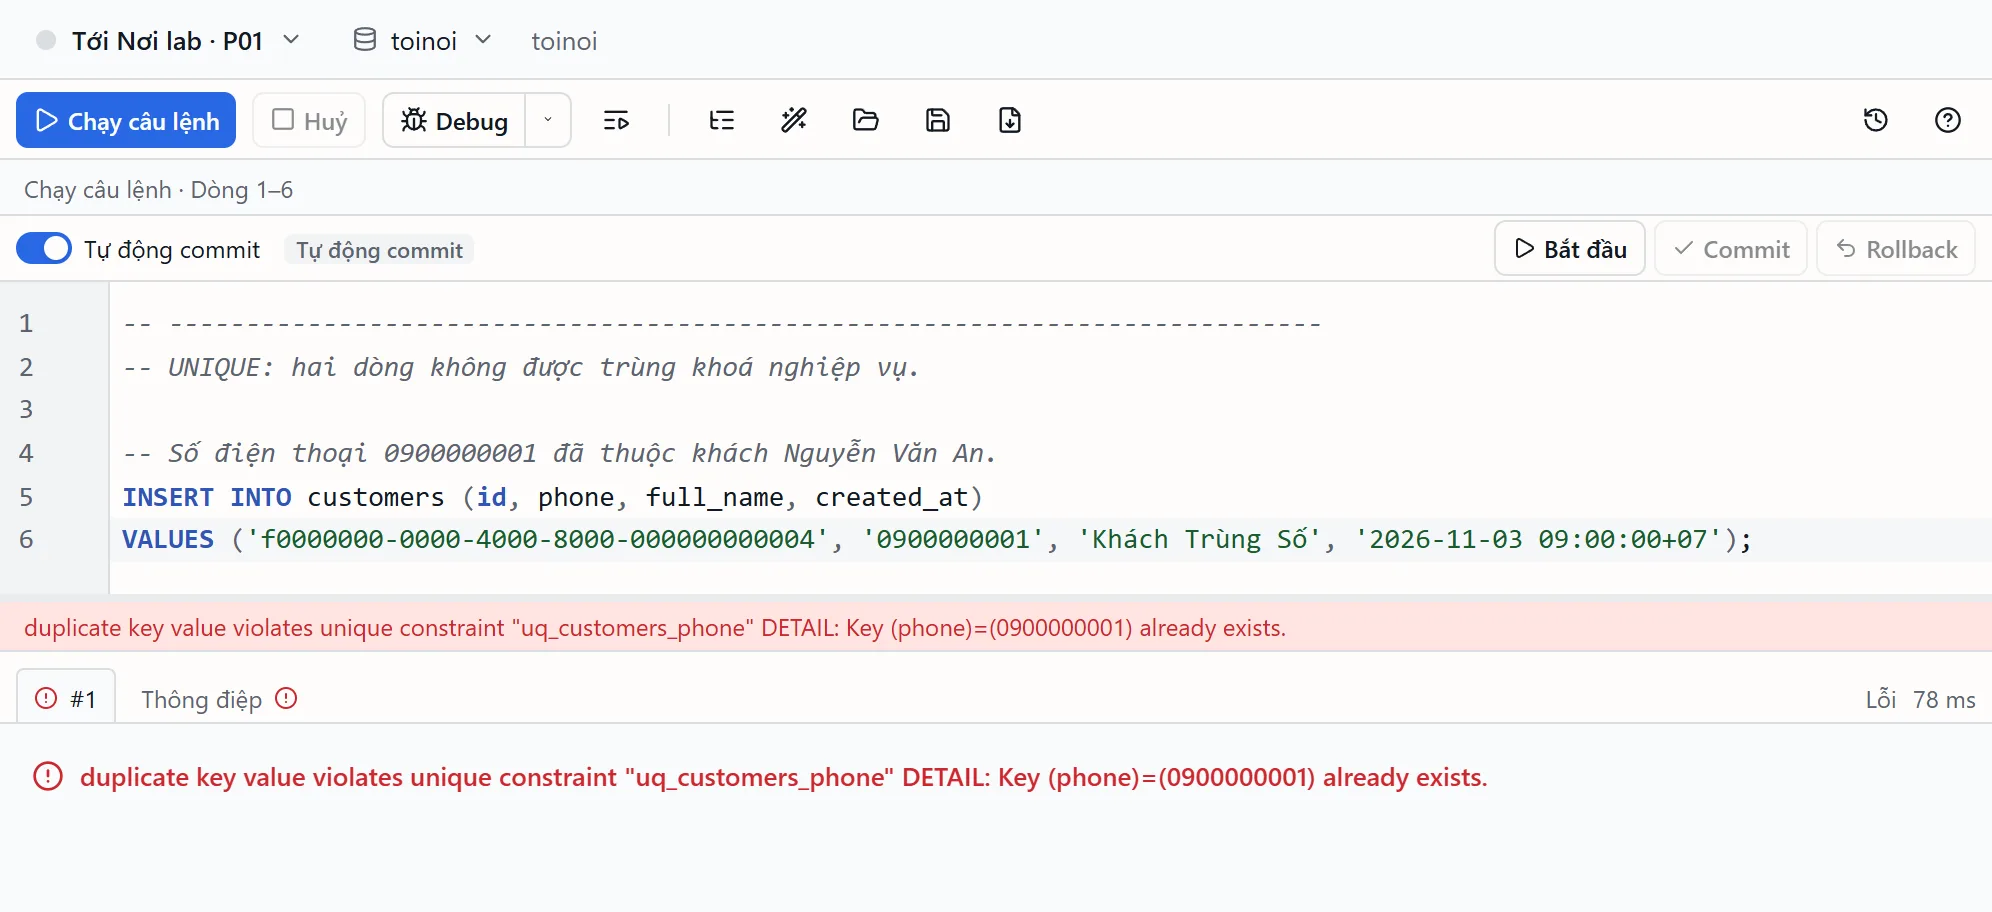 Tới Nơi lab · P01 toinoi toinoi
Chạy câu lệnh Huỷ Debug
Chạy câu lệnh · Dòng 1–6
Tự động commit Tự động commit Bắt đầu Commit Rollback
1 -- ---------------------------------------------------------------------------
2 -- UNIQUE: hai dòng không được trùng khoá nghiệp vụ.
3
4 -- Số điện thoại 0900000001 đã thuộc khách Nguyễn Văn An.
5 INSERT INTO customers (id, phone, full_name, created_at)
6 VALUES ('f0000000-0000-4000-8000-000000000004', '0900000001', 'Khách Trùng Số', '2026-11-03 09:00:00+07');
duplicate key value violates unique constraint "uq_customers_phone" DETAIL: Key (phone)=(0900000001) already exists.
#1 Thông điệp Lỗi 78 ms
duplicate key value violates unique constraint "uq_customers_phone" DETAIL: Key (phone)=(0900000001) already exists.